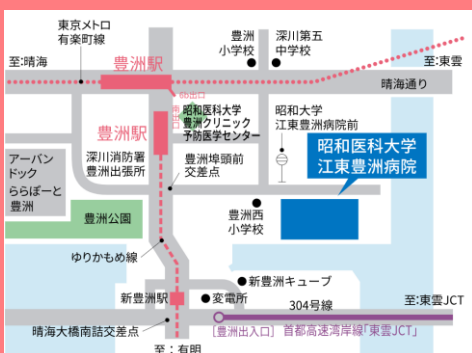 東京メトロ
有楽町線
豊洲
小学校
深川第五
中学校
至:晴海
豊洲駅
至:東雲
晴海通り
6b出口
南出口
昭和医科大学
豊洲クリニック
予防医学センター
昭和大学
江東豊洲病院前
豊洲駅
昭和医科大学
江東豊洲病院
アーバン
ドック
ららぽーと
豊洲
深川消防署
豊洲出張所
豊洲埠頭前
交差点
豊洲公園
豊洲西
小学校
ゆりかもめ線
新豊洲キューブ
新豊洲駅
変電所
304号線
至:東雲JCT
晴海大橋南詰交差点
[豊洲出入口]
首都高速湾岸線「東雲JCT」
至:有明